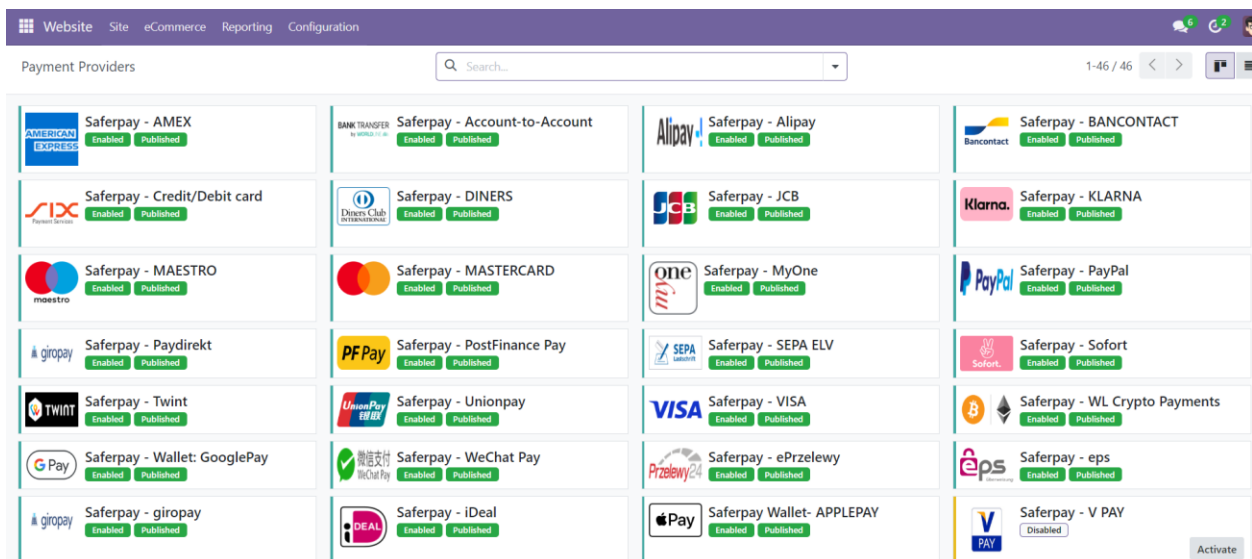 Website Site eCommerce Reporting Configuration 6 2
Payment Providers Search... 1-46 / 46
AMERICAN EXPRESS Saferpay - AMEX
Enabled Published
BANK TRANSFER Saferpay - Account-to-Account
Enabled Published
Alipay Saferpay - Alipay
Enabled Published
Bancontact Saferpay - BANCONTACT
Enabled Published
SIX Payment Services Saferpay - Credit/Debit card
Enabled Published
Diners Club INTERNATIONAL Saferpay - DINERS
Enabled Published
JCB Saferpay - JCB
Enabled Published
Klarna. Saferpay - KLARNA
Enabled Published
maestro Saferpay - MAESTRO
Enabled Published
Saferpay - MASTERCARD
Enabled Published
one my Saferpay - MyOne
Enabled Published
PayPal Saferpay - PayPal
Enabled Published
giropay Saferpay - Paydirekt
Enabled Published
PF Pay Saferpay - PostFinance Pay
Enabled Published
SEPA Lastschrift Saferpay - SEPA ELV
Enabled Published
Sofort. Saferpay - Sofort
Enabled Published
TWINT Saferpay - Twint
Enabled Published
UnionPay 银联 Saferpay - Unionpay
Enabled Published
VISA Saferpay - VISA
Enabled Published
Saferpay - WL Crypto Payments
Enabled Published
G Pay Saferpay - Wallet: GooglePay
Enabled Published
微信支付 WeChat Pay Saferpay - WeChat Pay
Enabled Published
Przelewy24 Saferpay - ePrzelewy
Enabled Published
eps Saferpay - eps
Enabled Published
giropay Saferpay - giropay
Enabled Published
iDEAL Saferpay - iDeal
Enabled Published
Pay Saferpay Wallet- APPLEPAY
Enabled Published
V PAY Saferpay - V PAY
Disabled
Activate